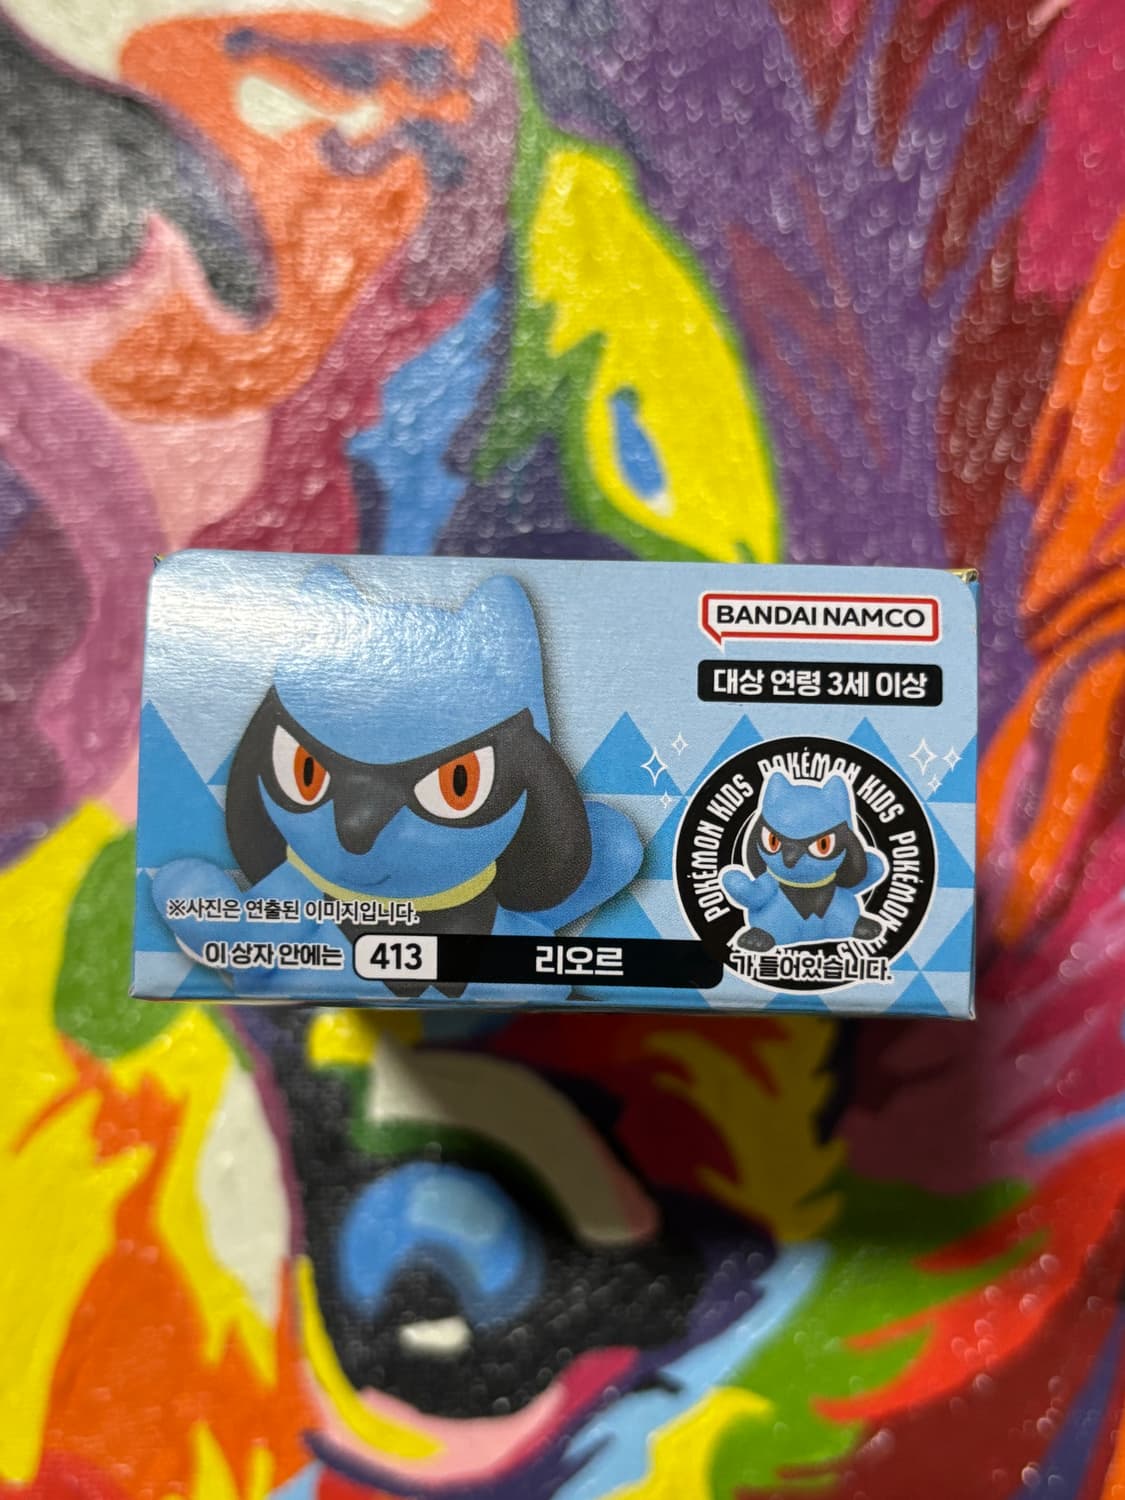 BANDAI NAMCO
대상 연령 3세 이상
POKÉMON KIDS POKÉMON KIDS POKÉMON
※사진은 연출된 이미지입니다.
이 상자 안에는 413 리오르 가 들어있습니다.